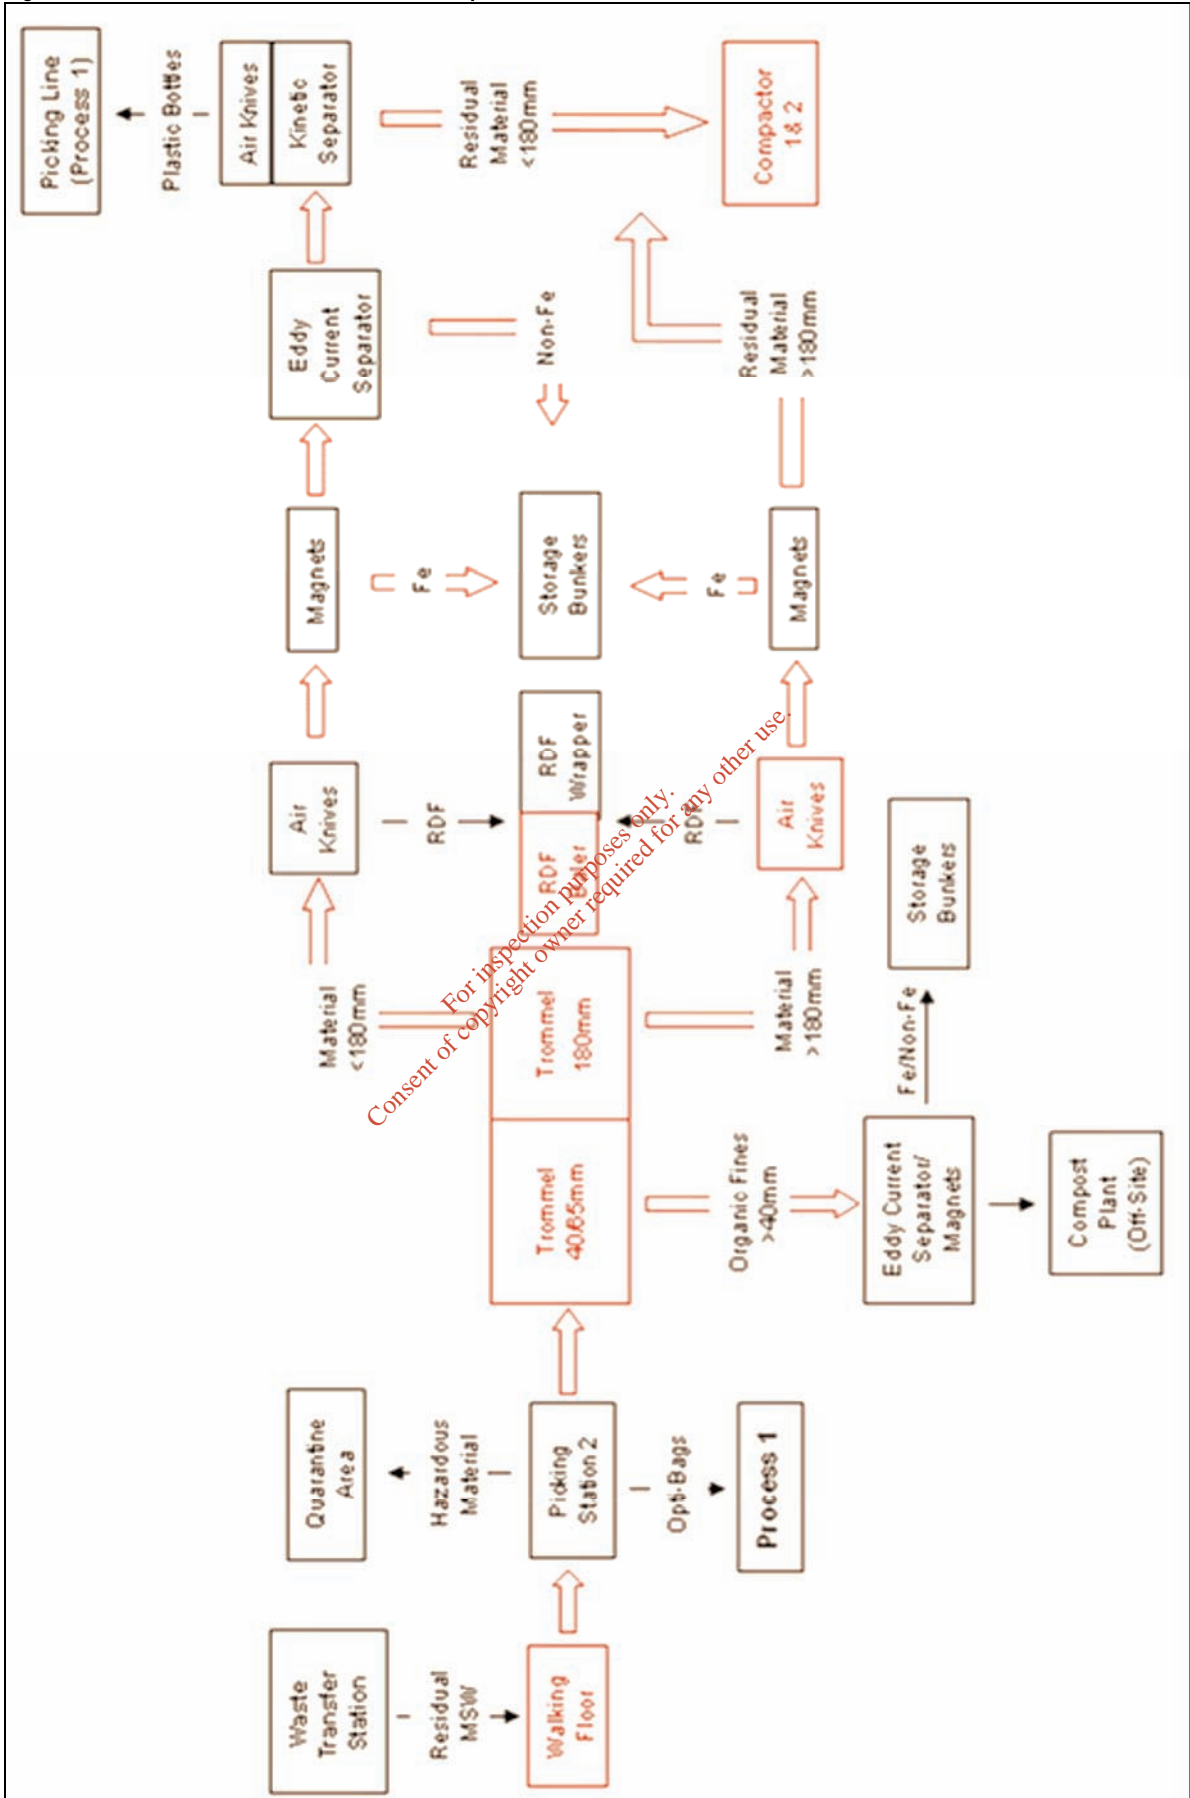 Waste
Transfer
Station
Residual
MSW
Walking
Floor
Quarantine
Area
Hazardous
Material
Picking
Station 2
Opti-Bags
Process 1
Trommel
40/65mm
Trommel
180mm
Organic Fines
>40mm
Eddy Current
Separator/
Magnets
Compost
Plant
(Off-Site)
Fe/Non-Fe
Storage
Bunkers
Material
<180mm
Material
>180mm
Air
Knives
RDF
RDF
Baler
RDF
Wrapper
RDF
Air
Knives
Magnets
Fe
Storage
Bunkers
Fe
Magnets
Eddy
Current
Separator
Non-Fe
Residual
Material
>180mm
Picking Line
(Process 1)
Plastic Bottles
Air Knives
Kinetic
Separator
Residual
Material
<180mm
Compactor
1& 2
For inspection purposes only.
Consent of copyright owner required for any other use.